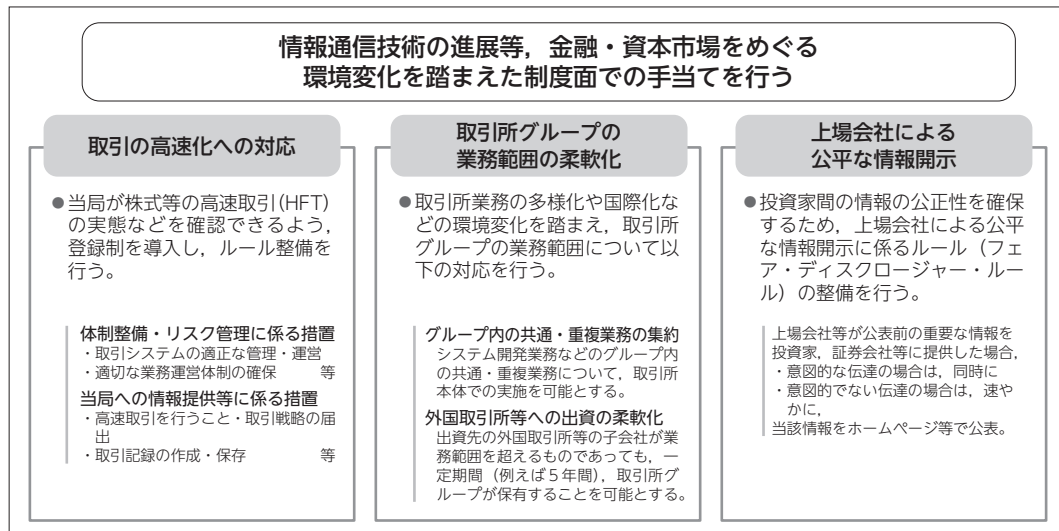 情報通信技術の進展等，金融・資本市場をめぐる
環境変化を踏まえた制度面での手当てを行う
取引の高速化への対応
●当局が株式等の高速取引（HFT）
の実態などを確認できるよう，
登録制を導入し，ルール整備を
行う。
体制整備・リスク管理に係る措置
・取引システムの適正な管理・運営
・適切な業務運営体制の確保　等
当局への情報提供等に係る措置
・高速取引を行うこと・取引戦略の届
出
・取引記録の作成・保存　等
取引所グループの
業務範囲の柔軟化
●取引所業務の多様化や国際化な
どの環境変化を踏まえ，取引所
グループの業務範囲について以
下の対応を行う。
グループ内の共通・重複業務の集約
システム開発業務などのグループ内
の共通・重複業務について，取引所
本体での実施を可能とする。
外国取引所等への出資の柔軟化
出資先の外国取引所等の子会社が業
務範囲を超えるものであっても，一
定期間（例えば５年間），取引所グ
ループが保有することを可能とする。
上場会社による
公平な情報開示
●投資家間の情報の公正性を確保
するため，上場会社による公平
な情報開示に係るルール（フェ
ア・ディスクロージャー・ルー
ル）の整備を行う。
上場会社等が公表前の重要な情報を
投資家，証券会社等に提供した場合，
・意図的な伝達の場合は，同時に
・意図的でない伝達の場合は，速や
かに，
当該情報をホームページ等で公表。